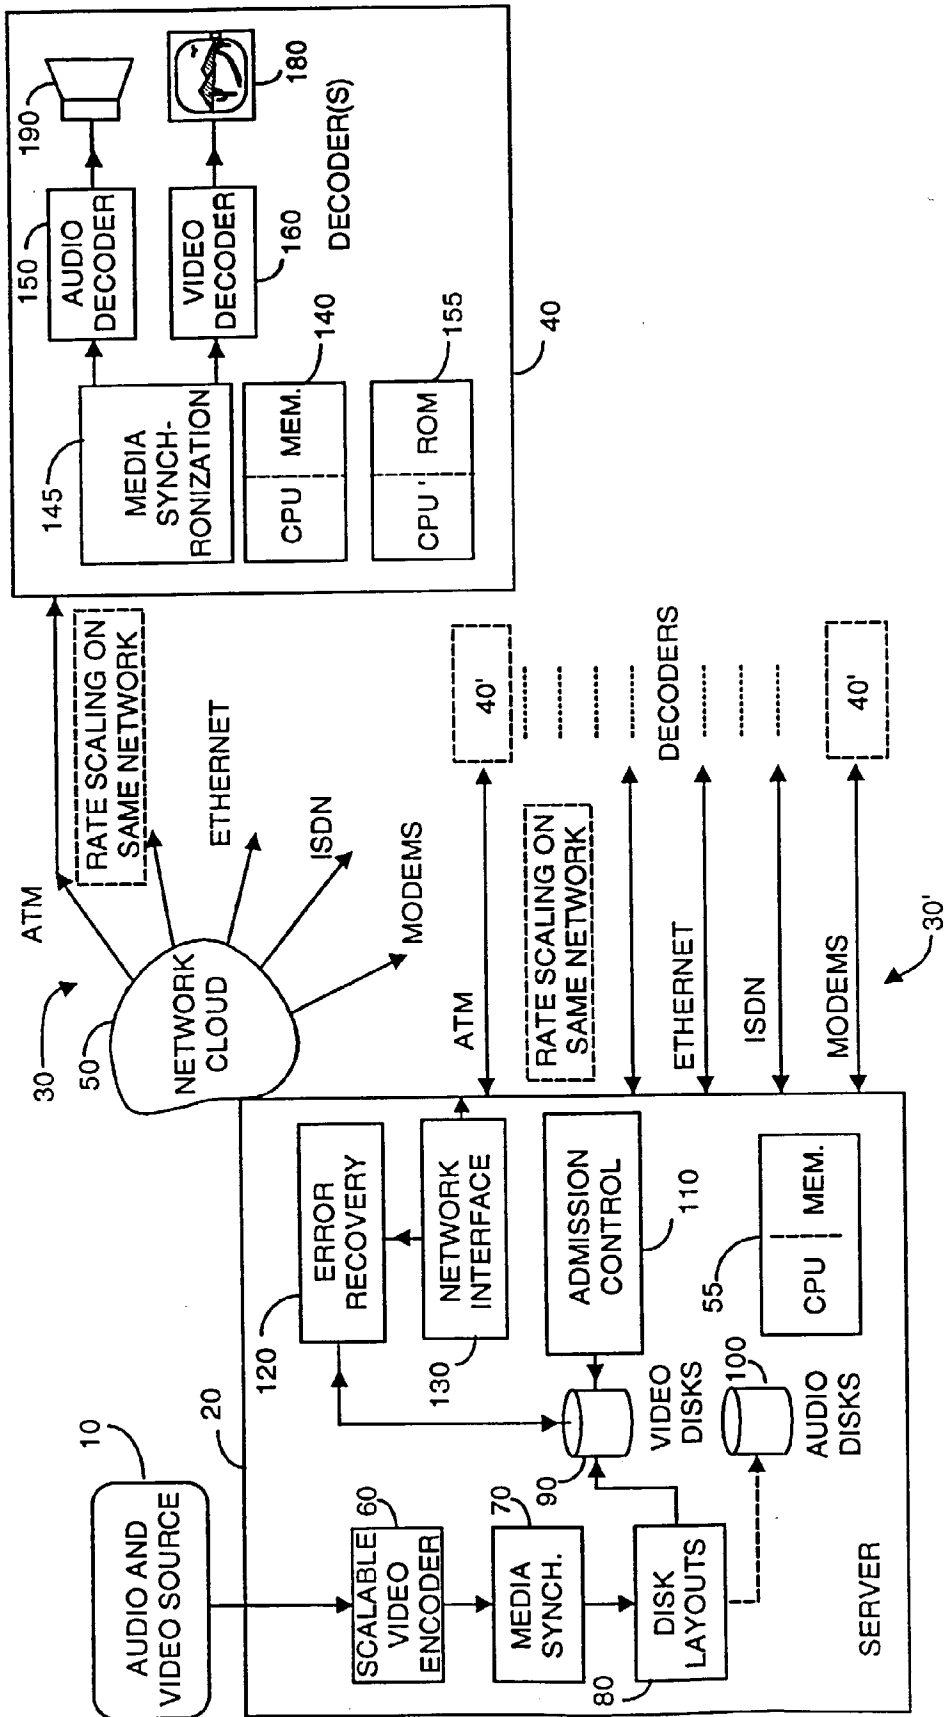 10
AUDIO AND
VIDEO SOURCE
20
SERVER
60
SCALABLE
VIDEO
ENCODER
70
MEDIA
SYNCH.
DISK
LAYOUTS
80
90
VIDEO
DISKS
100
AUDIO
DISKS
120
ERROR
RECOVERY
130
NETWORK
INTERFACE
ADMISSION
CONTROL
110
55
CPU
MEM.
30
50
NETWORK
CLOUD
ATM
RATE SCALING ON
SAME NETWORK
ETHERNET
ISDN
MODEMS
ATM
RATE SCALING ON
SAME NETWORK
ETHERNET
ISDN
MODEMS
30'
40'
DECODERS
40'
145
MEDIA
SYNCH-
RONIZATION
150
AUDIO
DECODER
190
VIDEO
DECODER
160
180
DECODER(S)
CPU
MEM.
140
CPU '
ROM
155
40